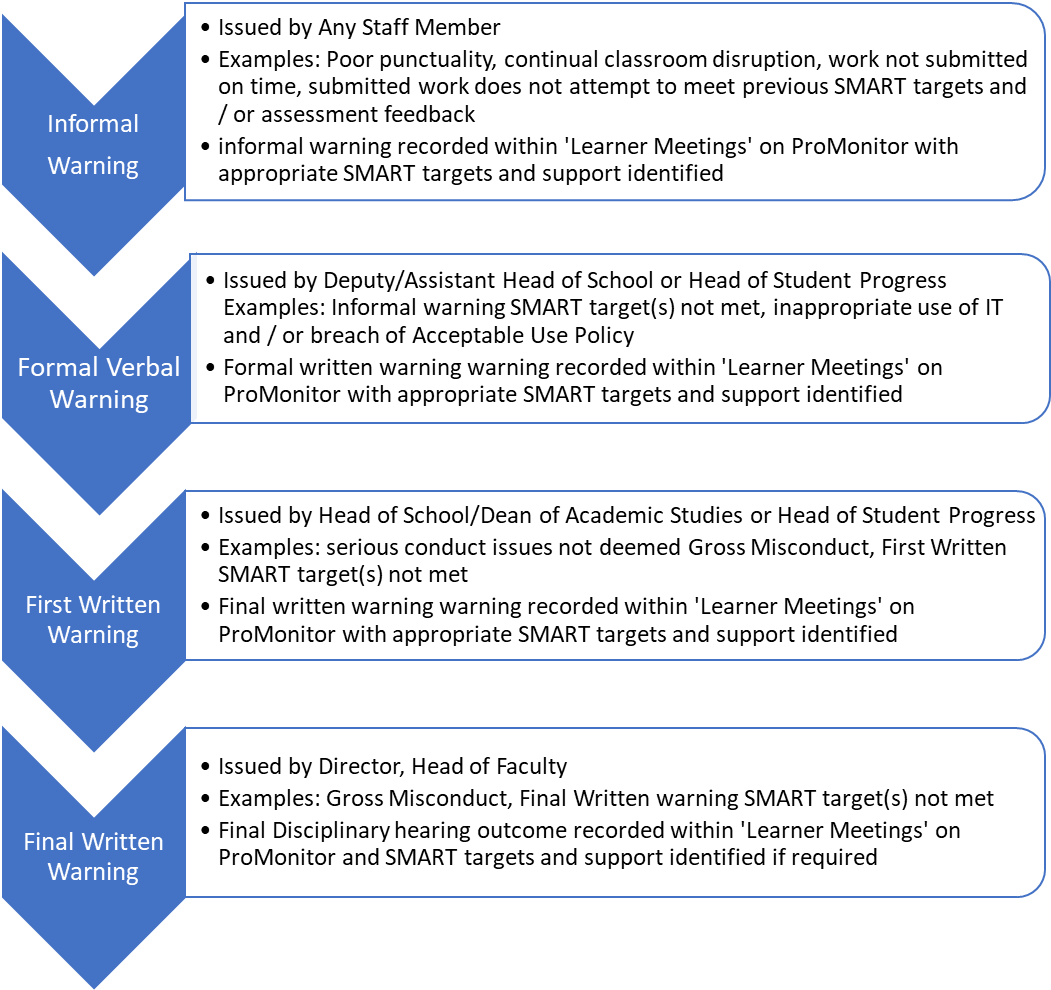 Informal
Warning
• Issued by Any Staff Member
• Examples: Poor punctuality, continual classroom disruption, work not submitted
on time, submitted work does not attempt to meet previous SMART targets and
/ or assessment feedback
• informal warning recorded within 'Learner Meetings' on ProMonitor with
appropriate SMART targets and support identified
Formal Verbal
Warning
• Issued by Deputy/Assistant Head of School or Head of Student Progress
Examples: Informal warning SMART target(s) not met, inappropriate use of IT
and / or breach of Acceptable Use Policy
• Formal written warning warning recorded within 'Learner Meetings' on
ProMonitor with appropriate SMART targets and support identified
First Written
Warning
• Issued by Head of School/Dean of Academic Studies or Head of Student Progress
• Examples: serious conduct issues not deemed Gross Misconduct, First Written
SMART target(s) not met
• Final written warning warning recorded within 'Learner Meetings' on
ProMonitor with appropriate SMART targets and support identified
Final Written
Warning
• Issued by Director, Head of Faculty
• Examples: Gross Misconduct, Final Written warning SMART target(s) not met
• Final Disciplinary hearing outcome recorded within 'Learner Meetings' on
ProMonitor and SMART targets and support identified if required